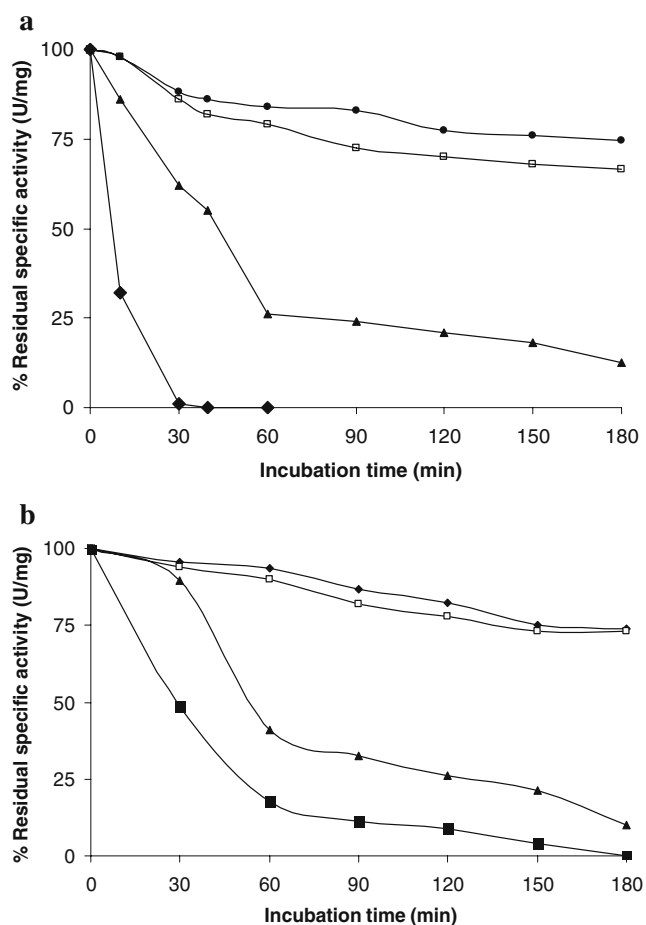 a
% Residual specific activity (U/mg)
100
75
50
25
0
0 30 60 90 120 150 180
Incubation time (min)
b
% Residual specific activity (U/mg)
100
75
50
25
0
0 30 60 90 120 150 180
Incubation time (min)